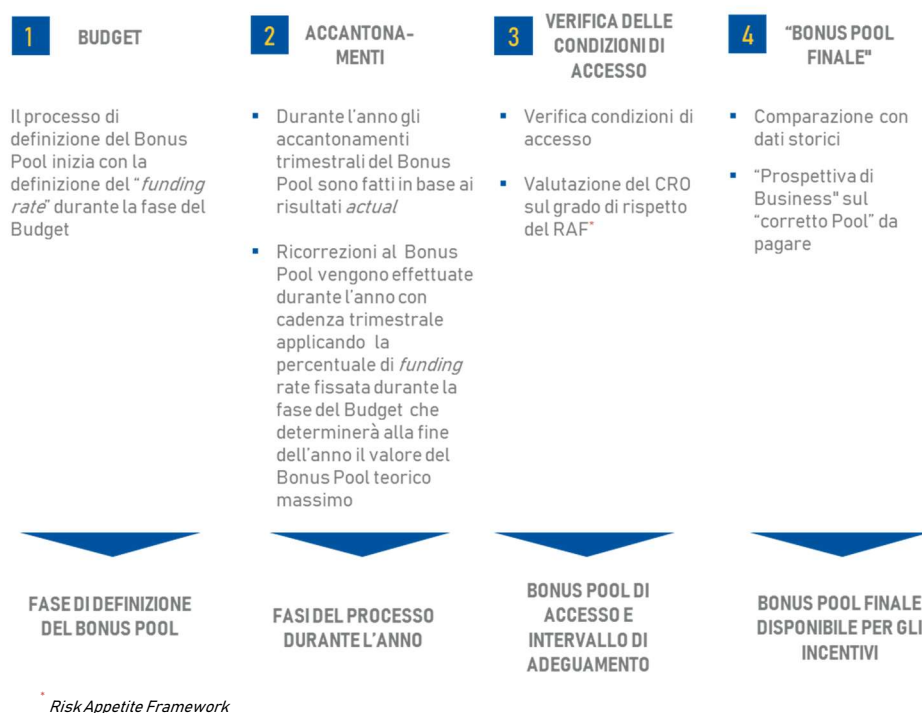 1
BUDGET
Il processo di
definizione del Bonus
Pool inizia con la
definizione del “funding
rate” durante la fase del
Budget
FASE DI DEFINIZIONE
DEL BONUS POOL
2
ACCANTONA-
MENTI
▪ Durante l’anno gli
accantonamenti
trimestrali del Bonus
Pool sono fatti in base ai
risultati actual
▪ Ricorrezioni al Bonus
Pool vengono effettuate
durante l’anno con
cadenza trimestrale
applicando la
percentuale di funding
rate fissata durante la
fase del Budget che
determinerà alla fine
dell’anno il valore del
Bonus Pool teorico
massimo
FASI DEL PROCESSO
DURANTE L’ANNO
3
VERIFICA DELLE
CONDIZIONI DI
ACCESSO
▪ Verifica condizioni di
accesso
▪ Valutazione del CRO
sul grado di rispetto
del RAF*
BONUS POOL DI
ACCESSO E
INTERVALLO DI
ADEGUAMENTO
4
“BONUS POOL
FINALE"
▪ Comparazione con
dati storici
▪ “Prospettiva di
Business" sul
“corretto Pool” da
pagare
BONUS POOL FINALE
DISPONIBILE PER GLI
INCENTIVI
* Risk Appetite Framework